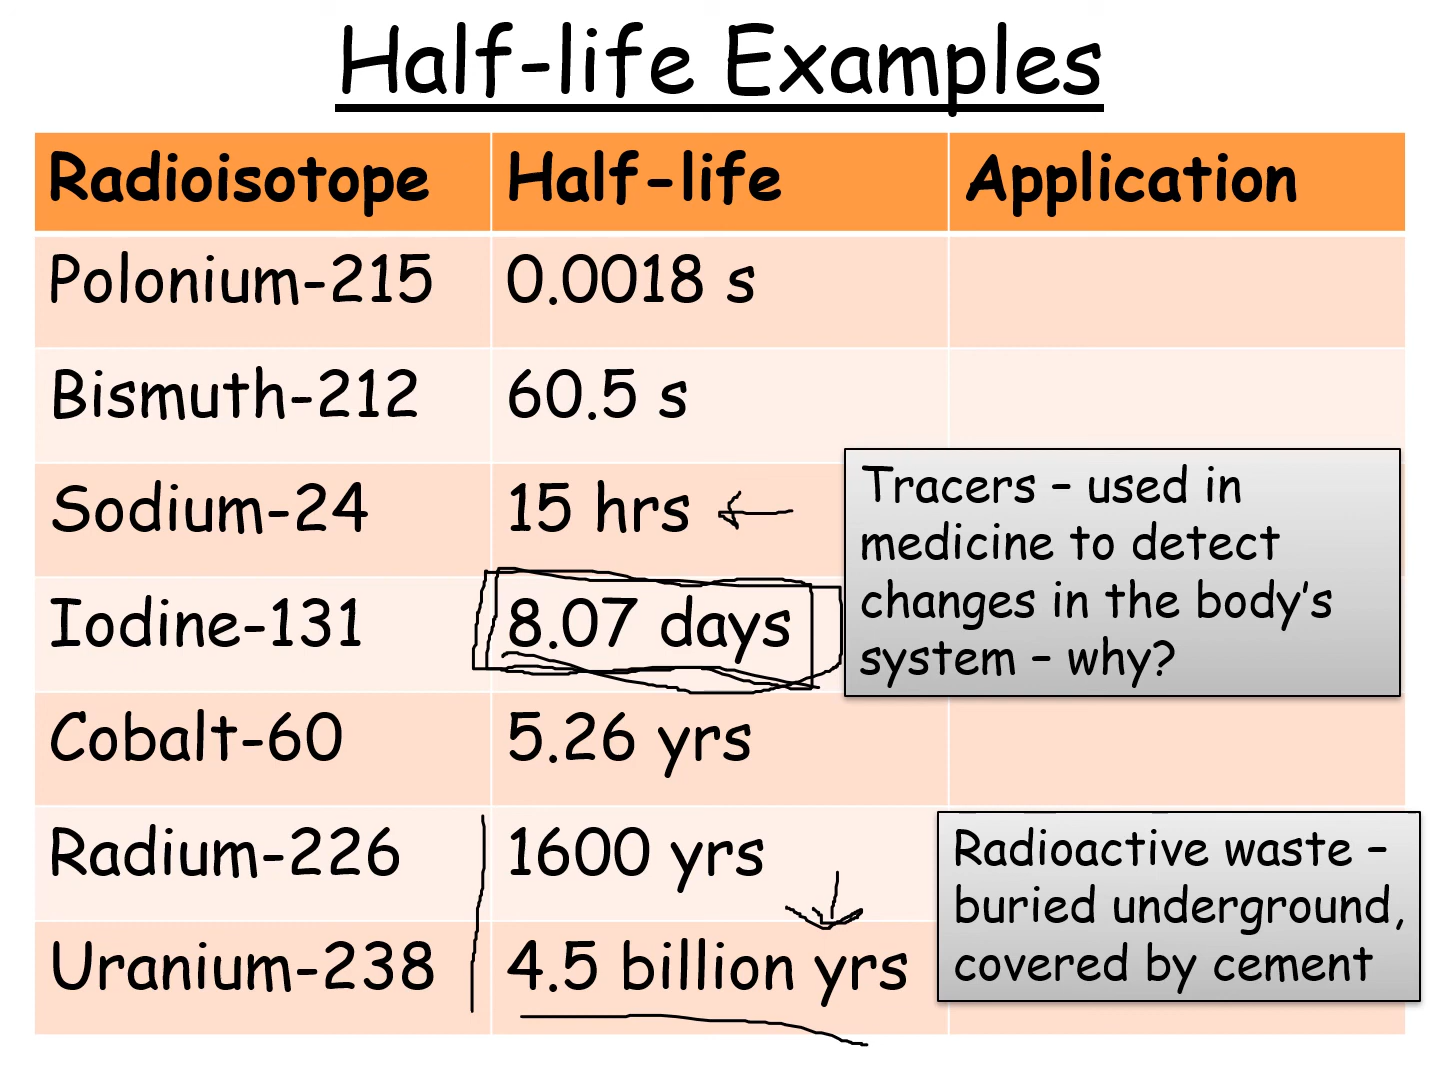 Half-life Examples
Radioisotope Half-life Application
Polonium-215 0.0018 s
Bismuth-212 60.5 s
Sodium-24 15 hrs
Iodine-131 8.07 days
Tracers – used in
medicine to detect
changes in the body's
system – why?
Cobalt-60 5.26 yrs
Radium-226 1600 yrs
Uranium-238 4.5 billion yrs
Radioactive waste –
buried underground,
covered by cement